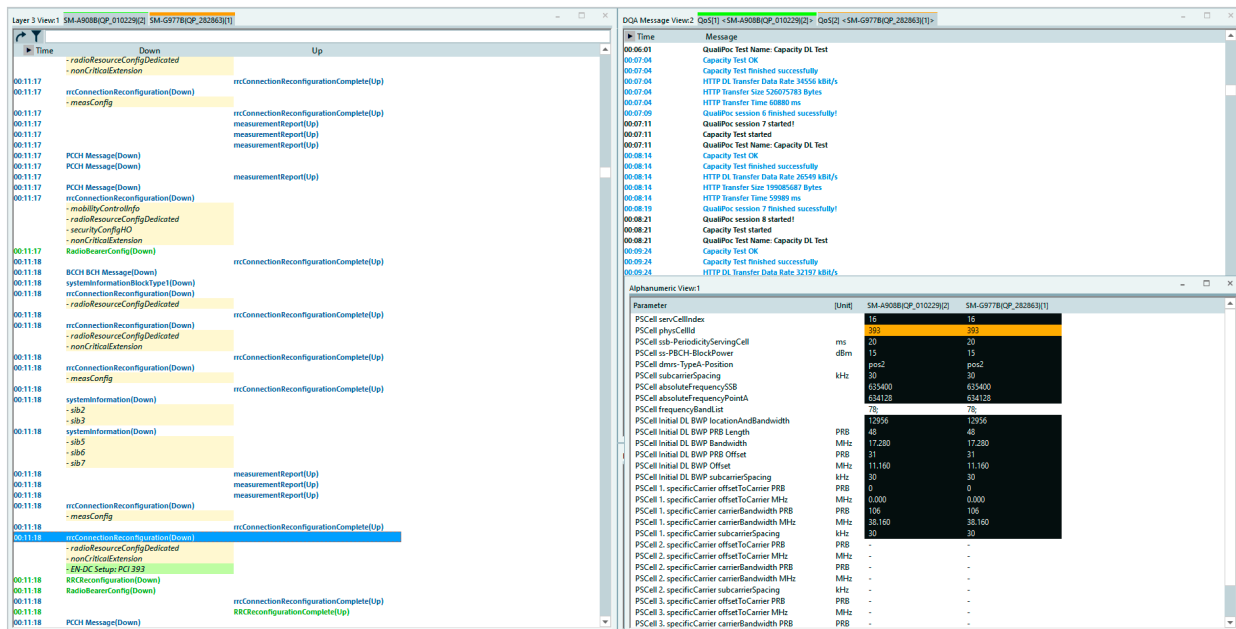 Layer 3 View:1 SM-A908B(QP_010229)[2] SM-G977B(QP_282863)[1]
Time Down Up
- radioResourceConfigDedicated
- nonCriticalExtension
00:11:17 rrcConnectionReconfigurationComplete(Up)
00:11:17 rrcConnectionReconfiguration(Down)
- measConfig
00:11:17 rrcConnectionReconfigurationComplete(Up)
00:11:17 measurementReport(Up)
00:11:17 measurementReport(Up)
00:11:17 measurementReport(Up)
00:11:17 PCCH Message(Down)
00:11:17 PCCH Message(Down)
00:11:17 measurementReport(Up)
00:11:17 PCCH Message(Down)
00:11:17 rrcConnectionReconfiguration(Down)
- mobilityControlInfo
- radioResourceConfigDedicated
- securityConfigHO
- nonCriticalExtension
00:11:17 RadioBearerConfig(Down)
00:11:18 rrcConnectionReconfigurationComplete(Up)
00:11:18 BCCH BCH Message(Down)
00:11:18 systemInformationBlockType1(Down)
00:11:18 rrcConnectionReconfiguration(Down)
- radioResourceConfigDedicated
00:11:18 rrcConnectionReconfigurationComplete(Up)
00:11:18 rrcConnectionReconfiguration(Down)
- radioResourceConfigDedicated
- nonCriticalExtension
00:11:18 rrcConnectionReconfigurationComplete(Up)
00:11:18 rrcConnectionReconfiguration(Down)
- measConfig
00:11:18 rrcConnectionReconfigurationComplete(Up)
00:11:18 systemInformation(Down)
- sib2
- sib3
00:11:18 systemInformation(Down)
- sib5
- sib6
- sib7
00:11:18 measurementReport(Up)
00:11:18 measurementReport(Up)
00:11:18 measurementReport(Up)
00:11:18 rrcConnectionReconfiguration(Down)
- measConfig
00:11:18 rrcConnectionReconfigurationComplete(Up)
00:11:18 rrcConnectionReconfiguration(Down)
- radioResourceConfigDedicated
- nonCriticalExtension
- EN-DC Setup: PCI 393
00:11:18 RRCReconfiguration(Down)
00:11:18 RadioBearerConfig(Down)
00:11:18 rrcConnectionReconfigurationComplete(Up)
00:11:18 RRCReconfigurationComplete(Up)
00:11:18 PCCH Message(Down)
DQA Message View:2 QoS[1] <SM-A908B(QP_010229)[2]> QoS[2] <SM-G977B(QP_282863)[1]>
Time Message
00:06:01 QualiPoc Test Name: Capacity DL Test
00:07:04 Capacity Test OK
00:07:04 Capacity Test finished successfully
00:07:04 HTTP DL Transfer Data Rate 34556 kBit/s
00:07:04 HTTP Transfer Size 526075783 Bytes
00:07:04 HTTP Transfer Time 60880 ms
00:07:09 QualiPoc session 6 finished sucessfully!
00:07:11 QualiPoc session 7 started!
00:07:11 Capacity Test started
00:07:11 QualiPoc Test Name: Capacity DL Test
00:08:14 Capacity Test OK
00:08:14 Capacity Test finished successfully
00:08:14 HTTP DL Transfer Data Rate 26549 kBit/s
00:08:14 HTTP Transfer Size 199085687 Bytes
00:08:14 HTTP Transfer Time 59989 ms
00:08:19 QualiPoc session 7 finished sucessfully!
00:08:21 QualiPoc session 8 started!
00:08:21 Capacity Test started
00:08:21 QualiPoc Test Name: Capacity DL Test
00:09:24 Capacity Test OK
00:09:24 Capacity Test finished successfully
00:09:24 HTTP DL Transfer Data Rate 32197 kBit/s
Alphanumeric View:1
Parameter [Unit] SM-A908B(QP_010229)[2] SM-G977B(QP_282863)[1]
PSCell servCellIndex 16 16
PSCell physCellId 393 393
PSCell ssb-PeriodicityServingCell ms 20 20
PSCell ss-PBCH-BlockPower dBm 15 15
PSCell dmrs-TypeA-Position pos2 pos2
PSCell subcarrierSpacing kHz 30 30
PSCell absoluteFrequencySSB 635400 635400
PSCell absoluteFrequencyPointA 634128 634128
PSCell frequencyBandList 78; 78;
PSCell Initial DL BWP locationAndBandwidth 12956 12956
PSCell Initial DL BWP PRB Length PRB 48 48
PSCell Initial DL BWP Bandwidth MHz 17.280 17.280
PSCell Initial DL BWP PRB Offset PRB 31 31
PSCell Initial DL BWP Offset MHz 11.160 11.160
PSCell Initial DL BWP subcarrierSpacing kHz 30 30
PSCell 1. specificCarrier offsetToCarrier PRB PRB 0 0
PSCell 1. specificCarrier offsetToCarrier MHz MHz 0.000 0.000
PSCell 1. specificCarrier carrierBandwidth PRB PRB 106 106
PSCell 1. specificCarrier carrierBandwidth MHz MHz 38.160 38.160
PSCell 1. specificCarrier subcarrierSpacing kHz 30 30
PSCell 2. specificCarrier offsetToCarrier PRB PRB - -
PSCell 2. specificCarrier offsetToCarrier MHz MHz - -
PSCell 2. specificCarrier carrierBandwidth PRB PRB - -
PSCell 2. specificCarrier carrierBandwidth MHz MHz - -
PSCell 2. specificCarrier subcarrierSpacing kHz - -
PSCell 3. specificCarrier offsetToCarrier PRB PRB - -
PSCell 3. specificCarrier offsetToCarrier MHz MHz - -
PSCell 3. specificCarrier carrierBandwidth PRB PRB - -